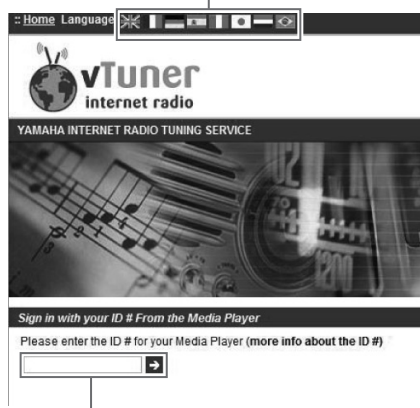 :: Home Language
vTuner
internet radio
YAMAHA INTERNET RADIO TUNING SERVICE
Sign in with your ID # From the Media Player
Please enter the ID # for your Media Player (more info about the ID #)